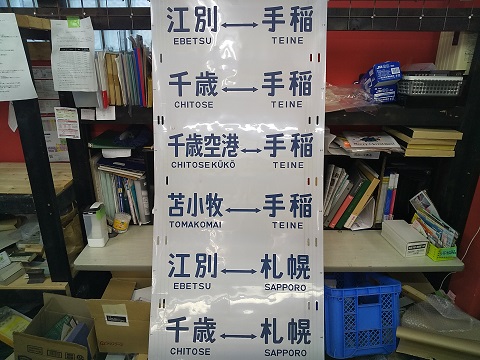 江別↔手稲
EBETSU TEINE
千歳↔手稲
CHITOSE TEINE
千歳空港↔手稲
CHITOSEKŪKŌ TEINE
苫小牧↔手稲
TOMAKOMAI TEINE
江別↔札幌
EBETSU SAPPORO
千歳↔札幌
CHITOSE SAPPORO